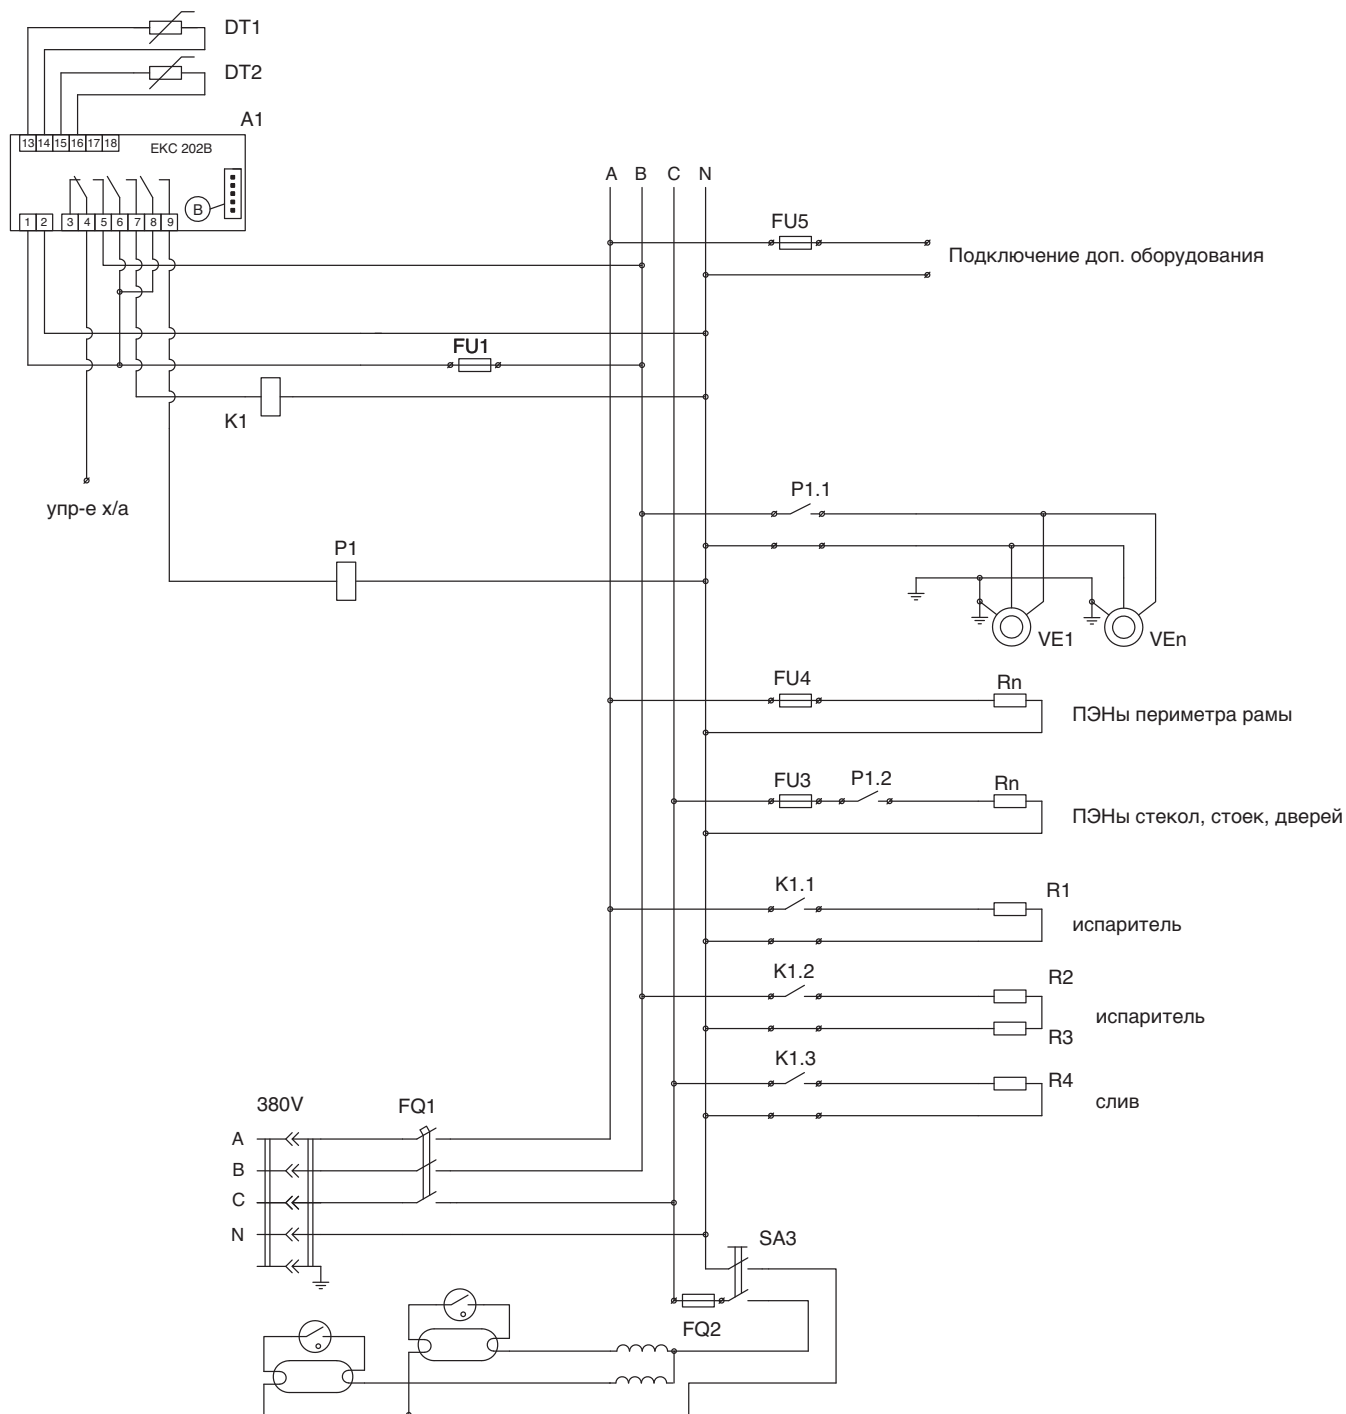 DT1
DT2
A1
13 14 15 16 17 18
EKC 202B
B
1 2 3 4 5 6 7 8 9
A B C N
FU5
Подключение доп. оборудования
FU1
K1
упр-е х/а
P1.1
P1
VE1
VEn
FU4
Rn
ПЭНы периметра рамы
FU3
P1.2
Rn
ПЭНы стекол, стоек, дверей
K1.1
R1
испаритель
K1.2
R2
испаритель
R3
K1.3
R4
слив
380V
FQ1
A
B
C
N
SA3
FQ2